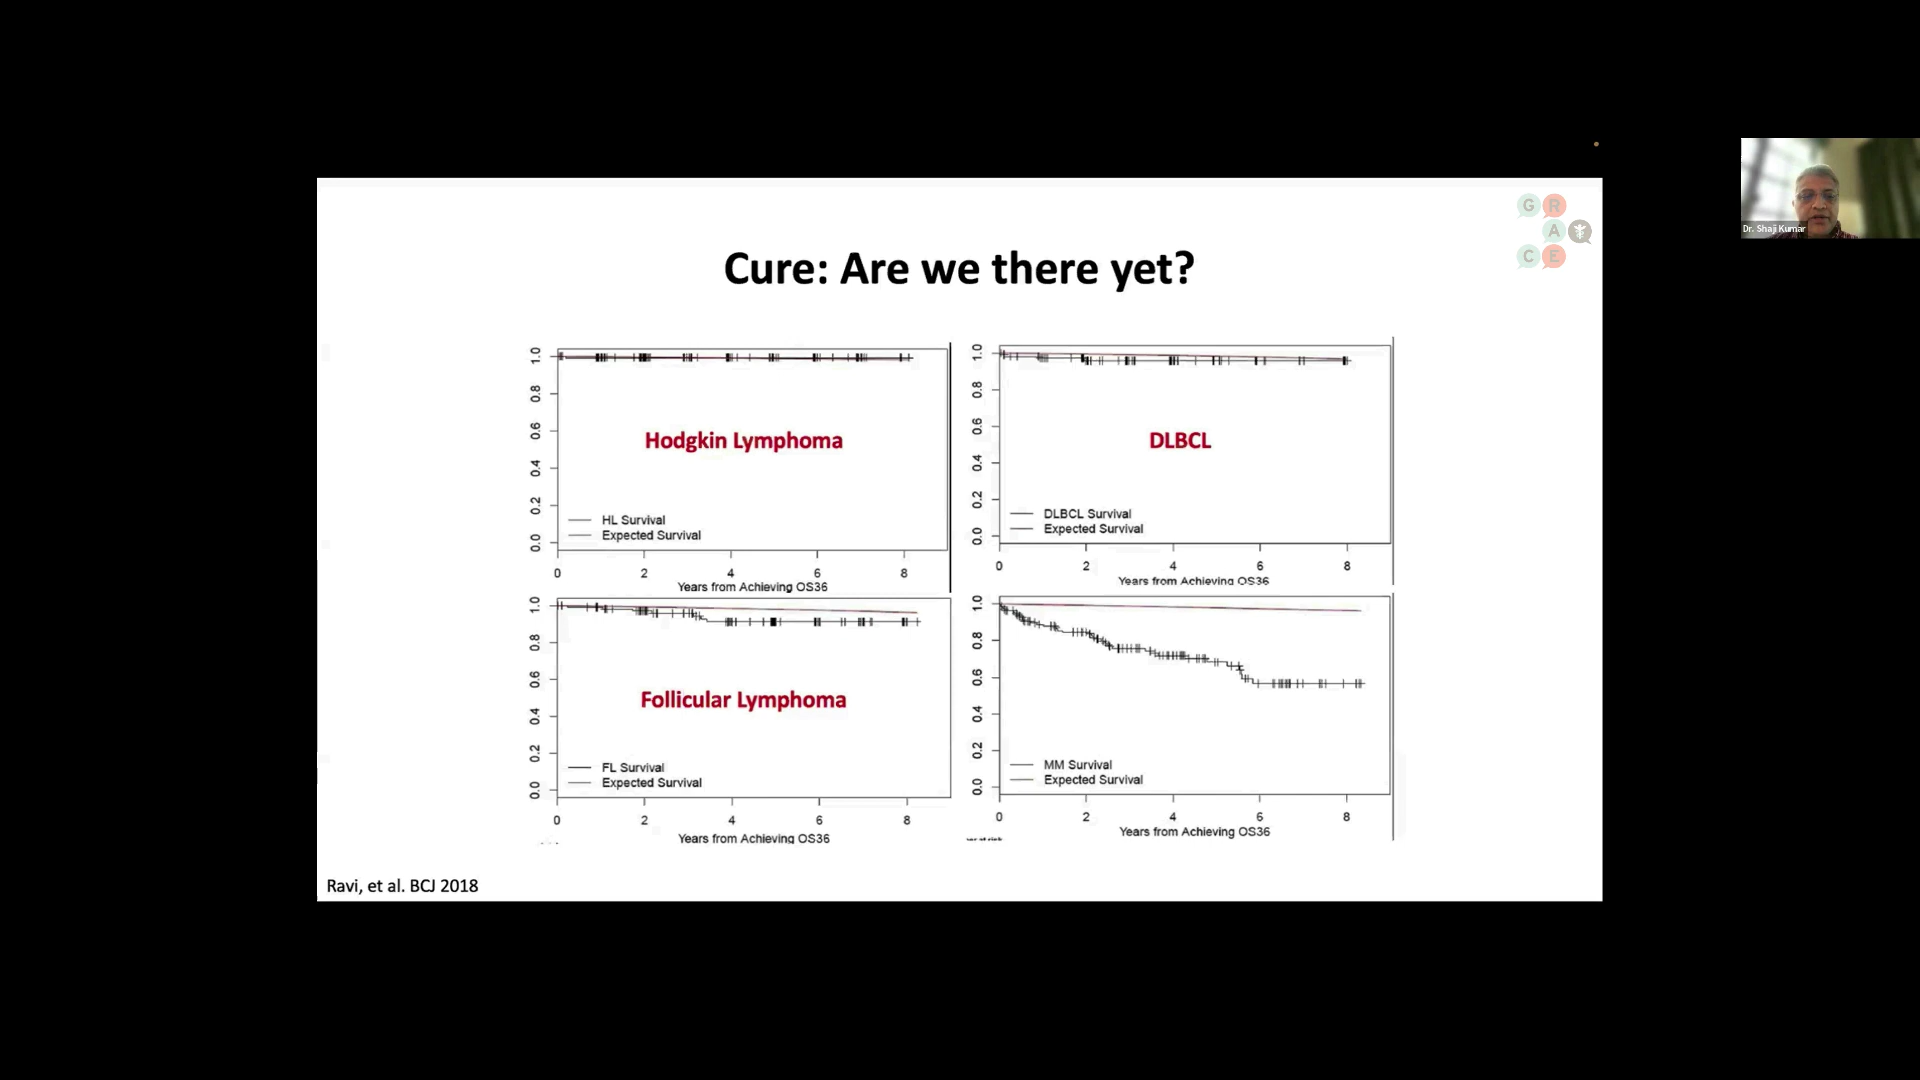 G R
A
C E
Dr. Shaji Kumar
Cure: Are we there yet?
1.0
0.8
0.6
0.4
0.2
0.0
Hodgkin Lymphoma
HL Survival
Expected Survival
0 2 4 6 8
Years from Achieving OS36
1.0
0.8
0.6
0.4
0.2
0.0
DLBCL
DLBCL Survival
Expected Survival
0 2 4 6 8
Years from Achieving OS36
1.0
0.8
0.6
0.4
0.2
0.0
Follicular Lymphoma
FL Survival
Expected Survival
0 2 4 6 8
Years from Achieving OS36
1.0
0.8
0.6
0.4
0.2
0.0
MM Survival
Expected Survival
0 2 4 6 8
Years from Achieving OS36
Ravi, et al. BCJ 2018